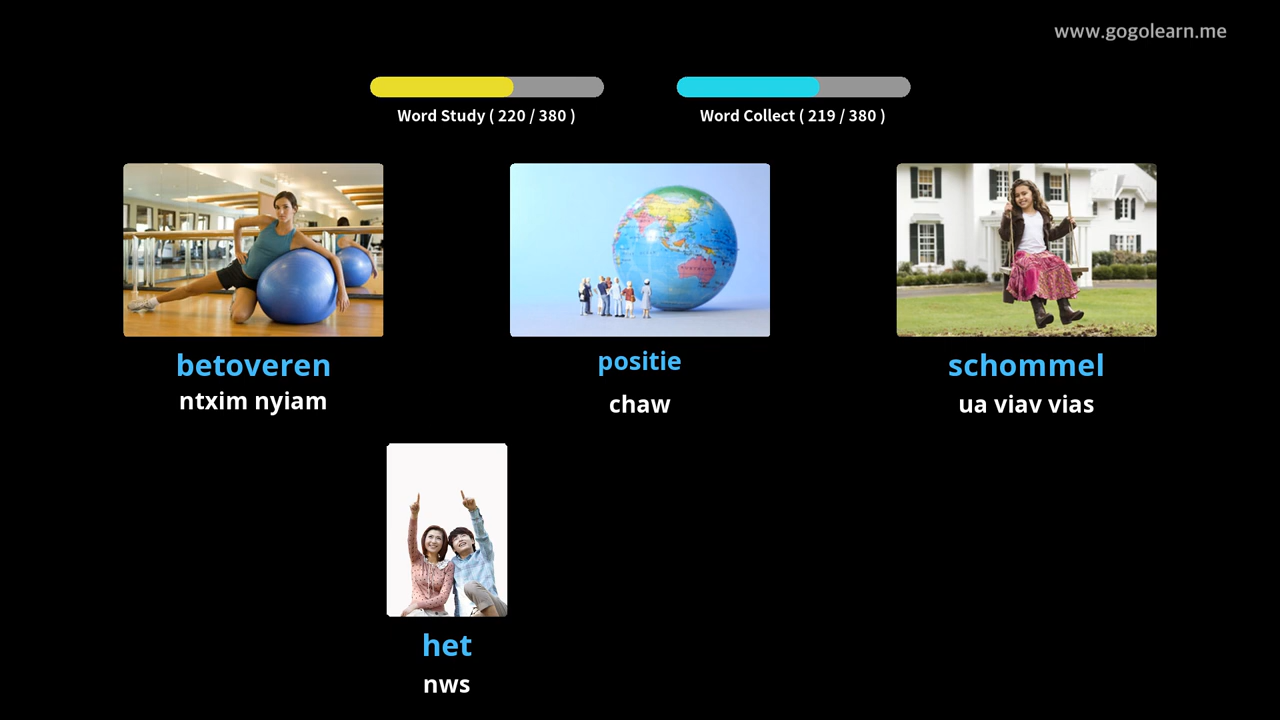 www.gogolearn.me
Word Study ( 220 / 380 )
Word Collect ( 219 / 380 )
betoveren
ntxim nyiam
positie
chaw
schommel
ua viav vias
het
nws